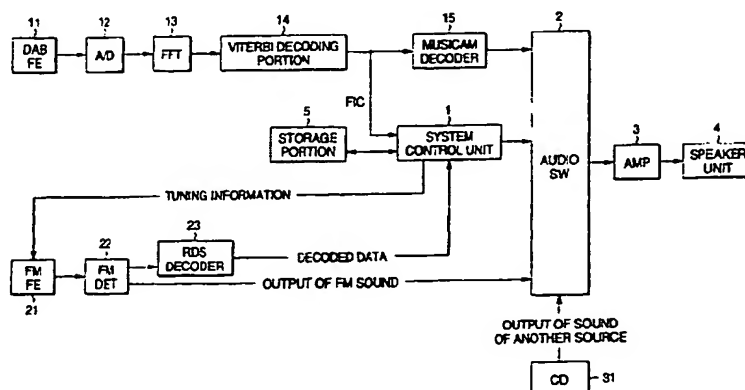 11
DAB
FE
12
A/D
13
FFT
14
VITERBI DECODING
PORTION
15
MUSICAM
DECODER
2
AUDIO
SW
FIC
5
STORAGE
PORTION
1
SYSTEM
CONTROL UNIT
3
AMP
4
SPEAKER
UNIT
TUNING INFORMATION
23
RDS
DECODER
DECODED DATA
22
FM
DET
FM
FE
21
OUTPUT OF FM SOUND
OUTPUT OF SOUND
OF ANOTHER SOURCE
CD
31